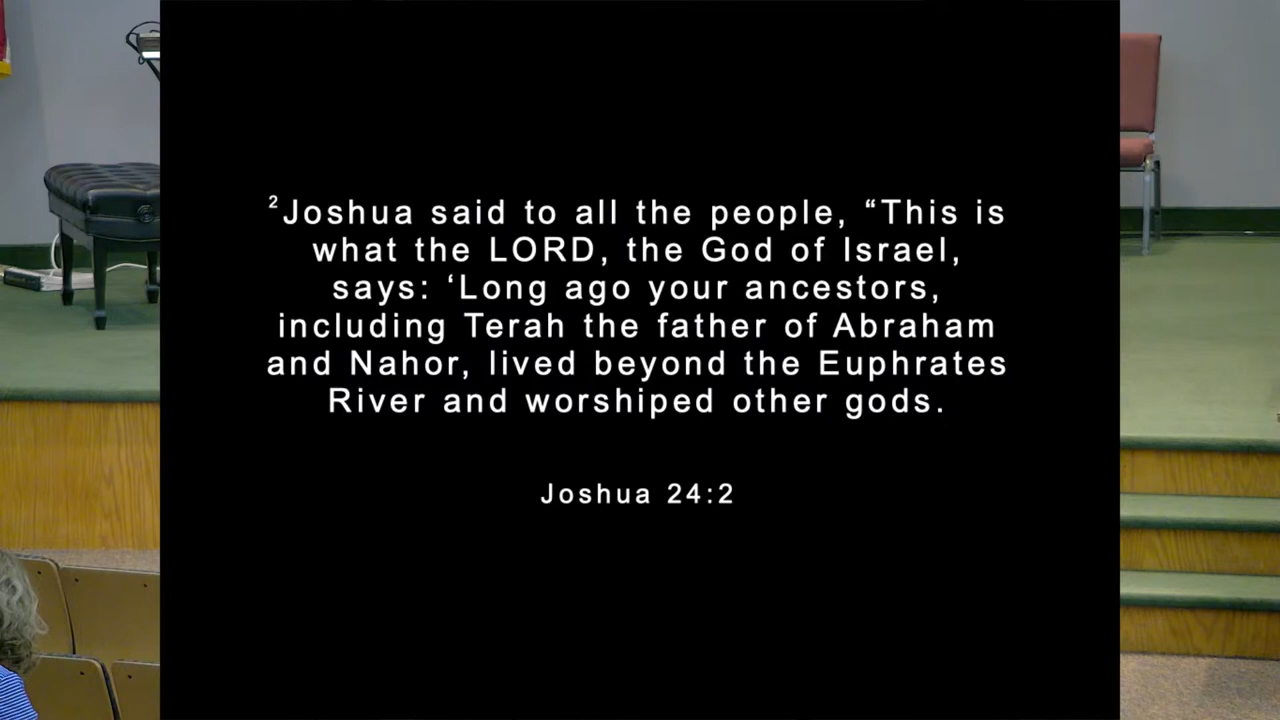 ²Joshua said to all the people, “This is
what the LORD, the God of Israel,
says: ‘Long ago your ancestors,
including Terah the father of Abraham
and Nahor, lived beyond the Euphrates
River and worshiped other gods.
Joshua 24:2